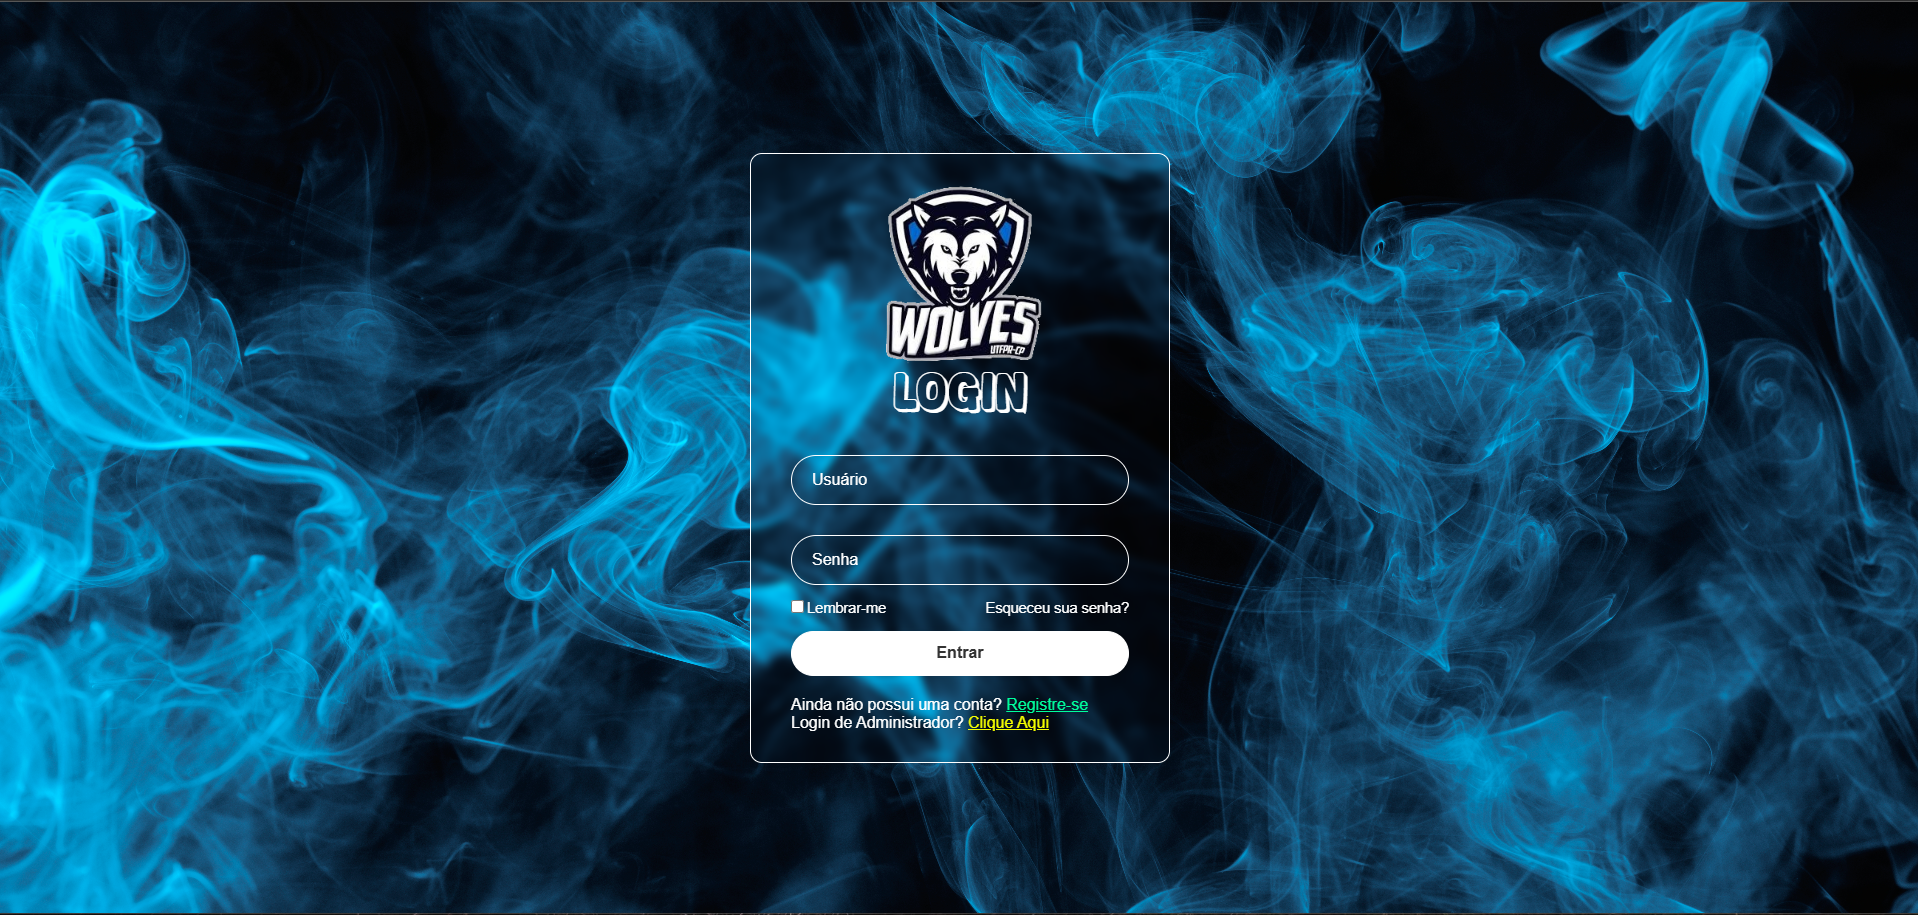 WOLVES
UTFPR-CP
LOGIN
Usuário
Senha
Lembrar-me Esqueceu sua senha?
Entrar
Ainda não possui uma conta? Registre-se
Login de Administrador? Clique Aqui